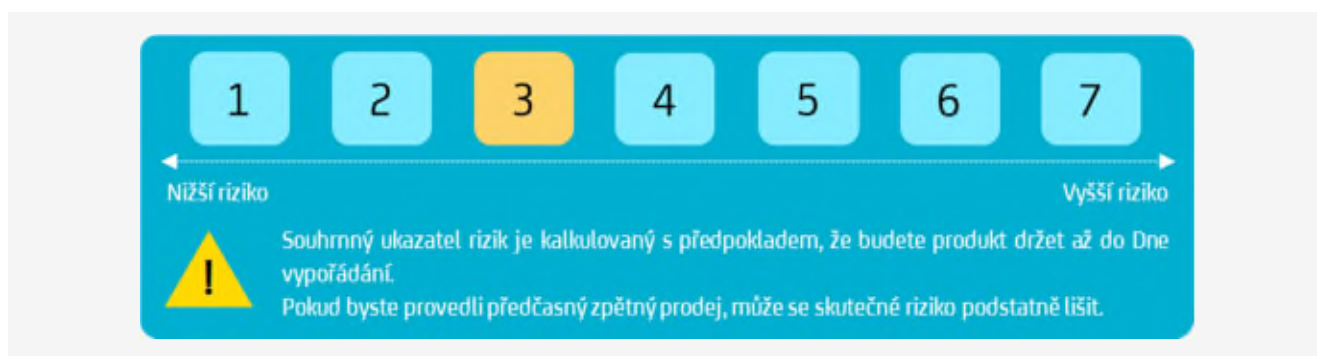 1 2 3 4 5 6 7
Nižší riziko Vyšší riziko
Souhrnný ukazatel rizik je kalkulovaný s předpokladem, že budete produkt držet až do Dne
vypořádání.
Pokud byste provedli předčasný zpětný prodej, může se skutečné riziko podstatně lišit.